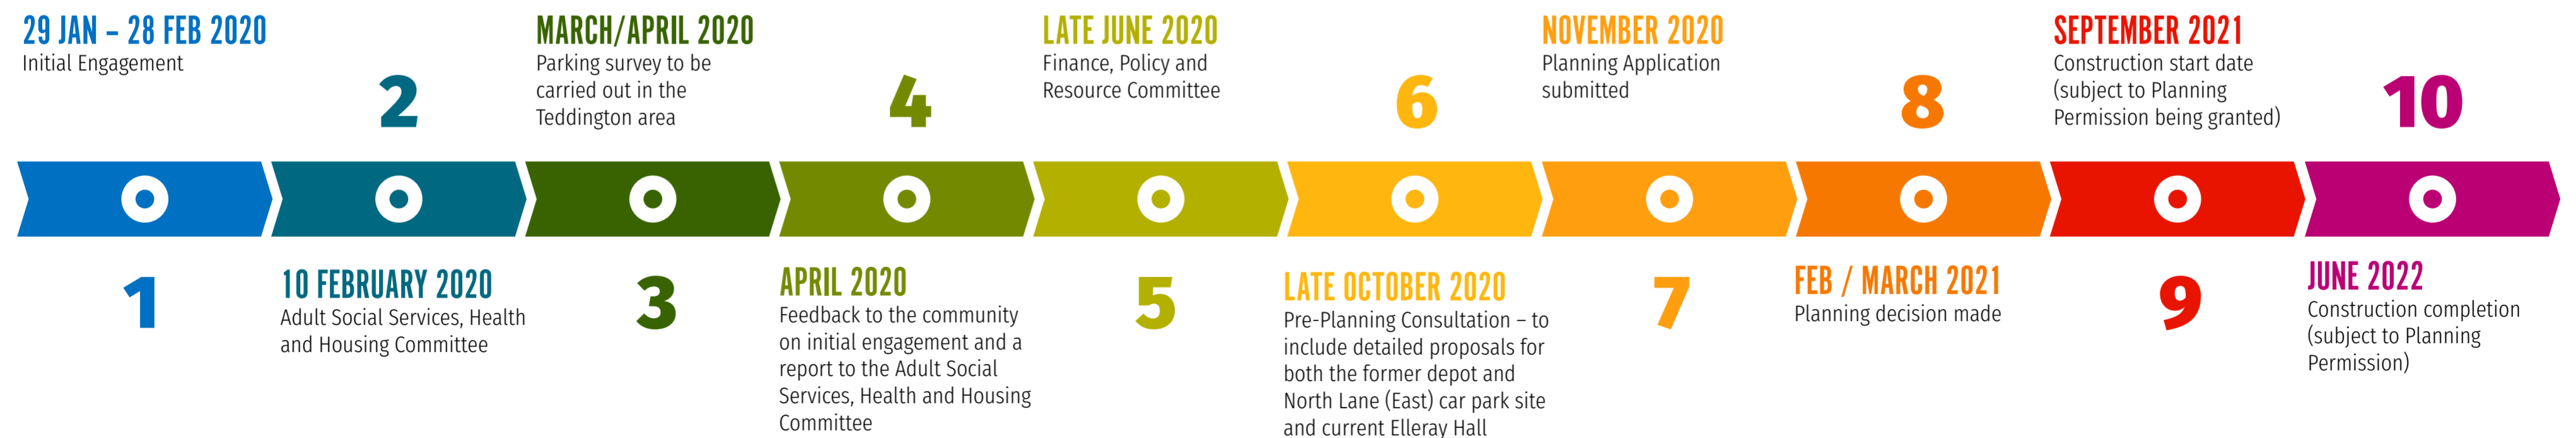 29 JAN – 28 FEB 2020
Initial Engagement
1
2
10 FEBRUARY 2020
Adult Social Services, Health
and Housing Committee
MARCH/APRIL 2020
Parking survey to be
carried out in the
Teddington area
3
4
APRIL 2020
Feedback to the community
on initial engagement and a
report to the Adult Social
Services, Health and Housing
Committee
LATE JUNE 2020
Finance, Policy and
Resource Committee
5
6
LATE OCTOBER 2020
Pre-Planning Consultation – to
include detailed proposals for
both the former depot and
North Lane (East) car park site
and current Elleray Hall
NOVEMBER 2020
Planning Application
submitted
7
8
FEB / MARCH 2021
Planning decision made
SEPTEMBER 2021
Construction start date
(subject to Planning
Permission being granted)
9
10
JUNE 2022
Construction completion
(subject to Planning
Permission)